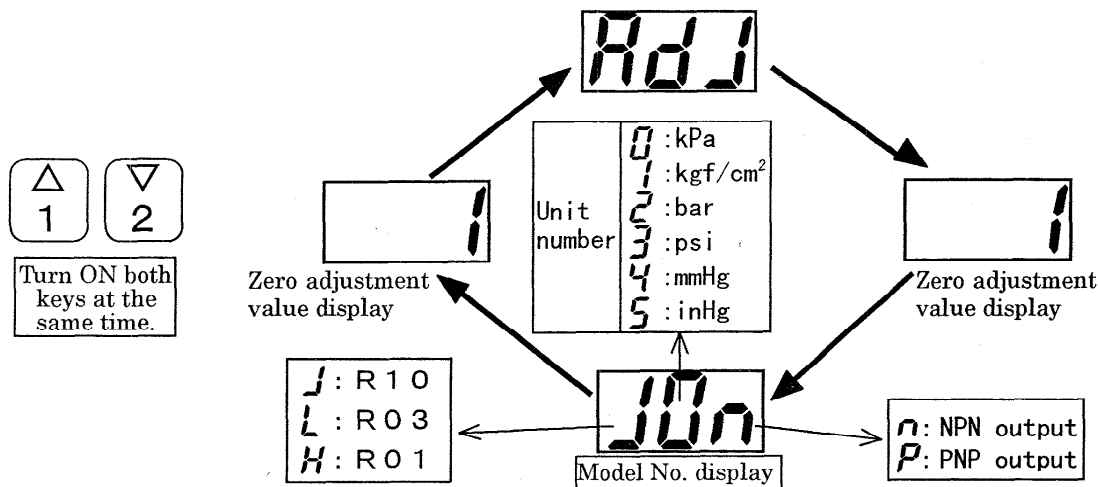 AdJ
△
1
▽
2
Turn ON both
keys at the
same time.
1
Zero adjustment
value display
Unit
number
0 :kPa
1 :kgf/cm²
2 :bar
3 :psi
4 :mmHg
5 :inHg
1
Zero adjustment
value display
J : R10
L : R03
H : R01
J0n
Model No. display
n: NPN output
P: PNP output